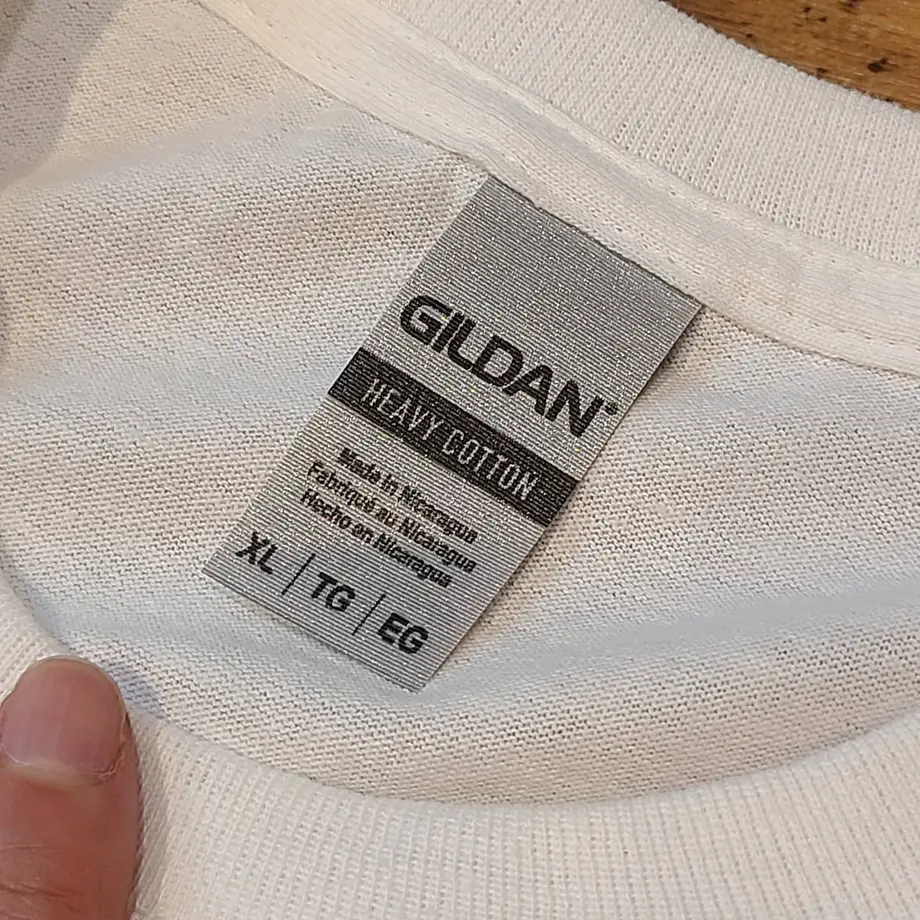 GILDAN®
HEAVY COTTON
Made in Nicaragua
Fabriqué au Nicaragua
Hecho en Nicaragua
XL | TG | EG